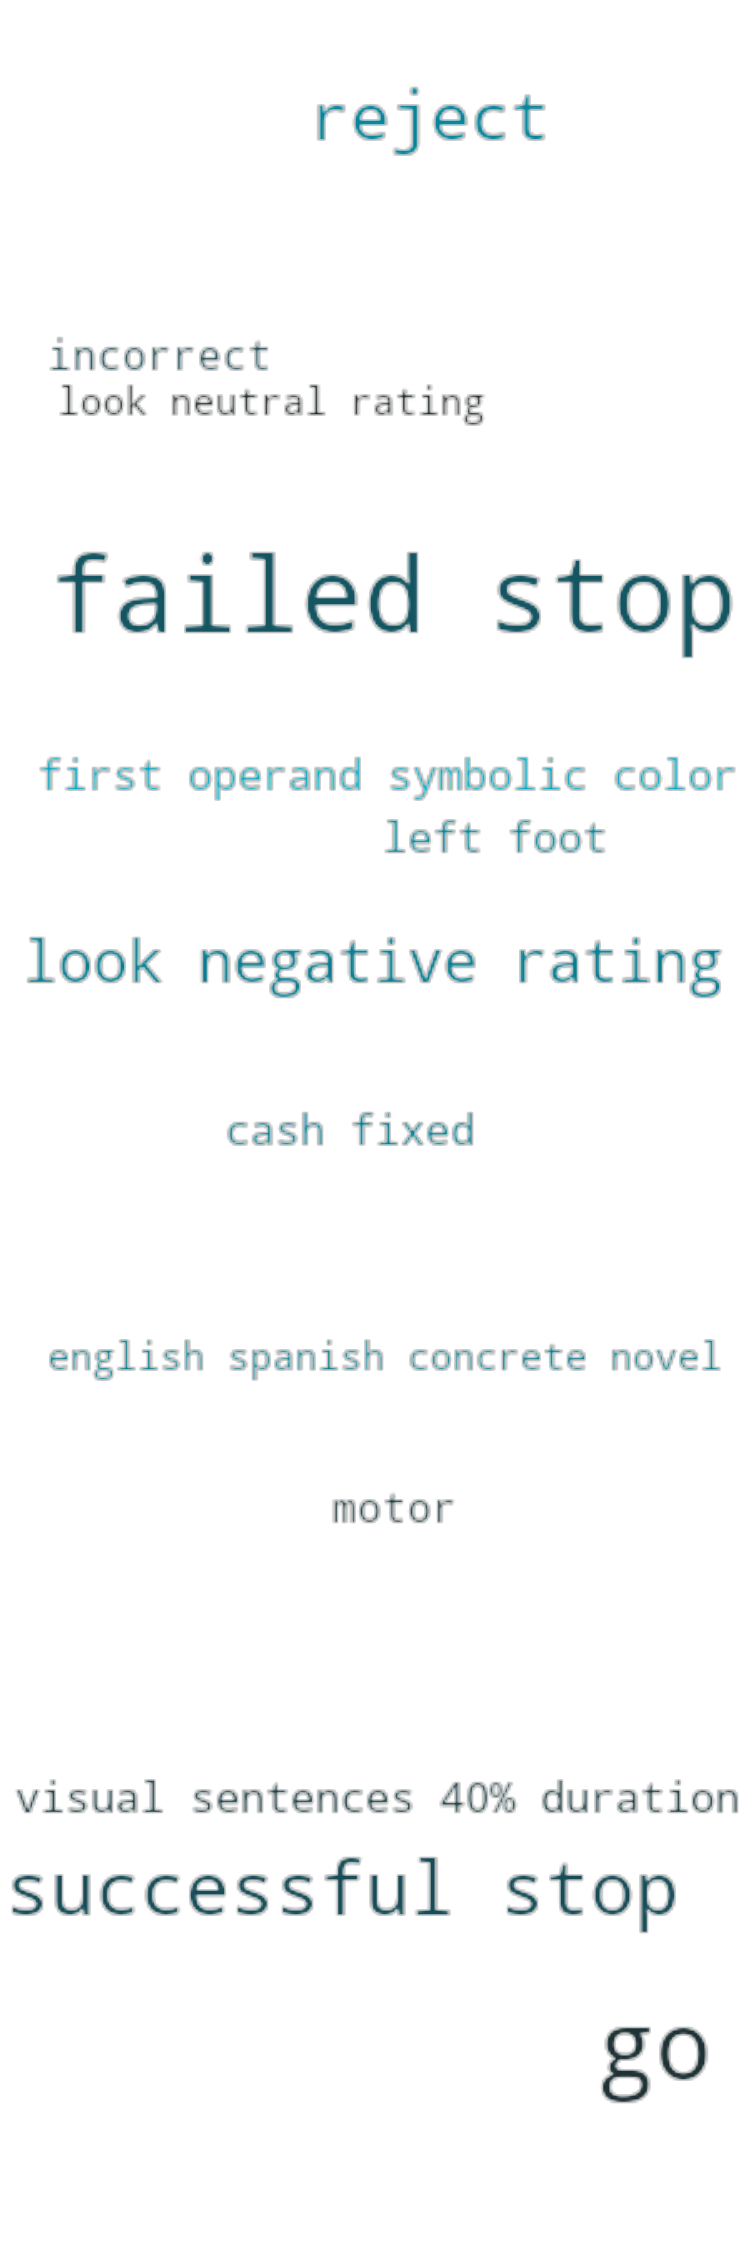 reject
incorrect
look neutral rating
failed stop
first operand symbolic color
left foot
look negative rating
cash fixed
english spanish concrete novel
motor
visual sentences 40% duration
successful stop
go